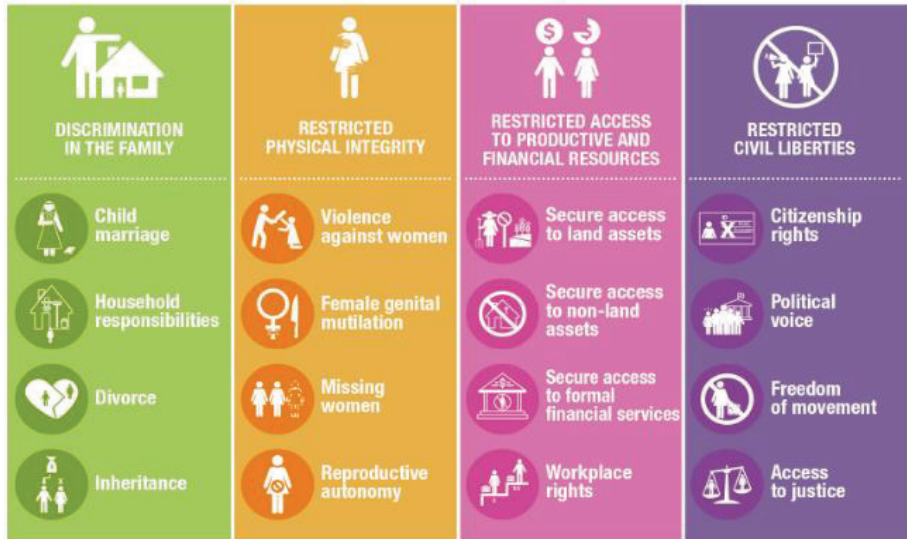 DISCRIMINATION
IN THE FAMILY
Child
marriage
Household
responsibilities
Divorce
Inheritance
RESTRICTED
PHYSICAL INTEGRITY
Violence
against women
Female genital
mutilation
Missing
women
Reproductive
autonomy
$
RESTRICTED ACCESS
TO PRODUCTIVE AND
FINANCIAL RESOURCES
Secure access
to land assets
Secure access
to non-land
assets
Secure access
to formal
financial services
Workplace
rights
RESTRICTED
CIVIL LIBERTIES
Citizenship
rights
Political
voice
Freedom
of movement
Access
to justice